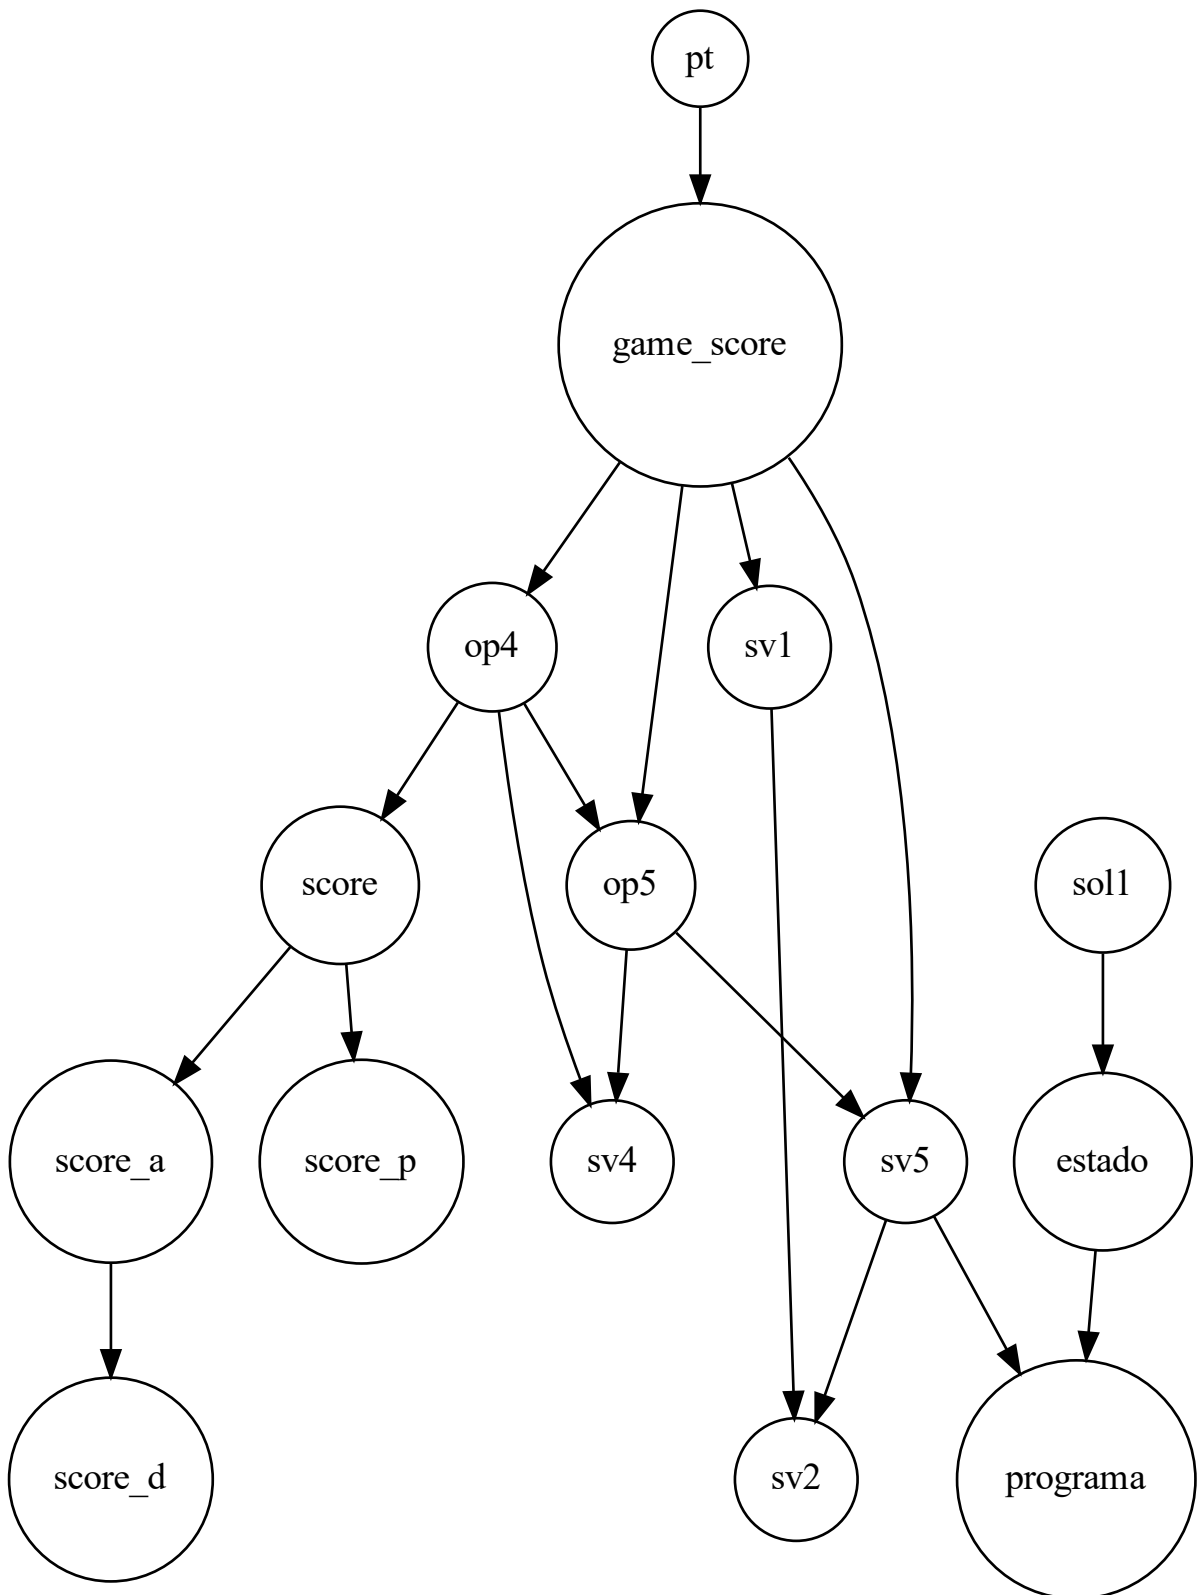 pt
game_score
op4
sv1
score
op5
sol1
score_a
score_p
sv4
sv5
estado
score_d
sv2
programa